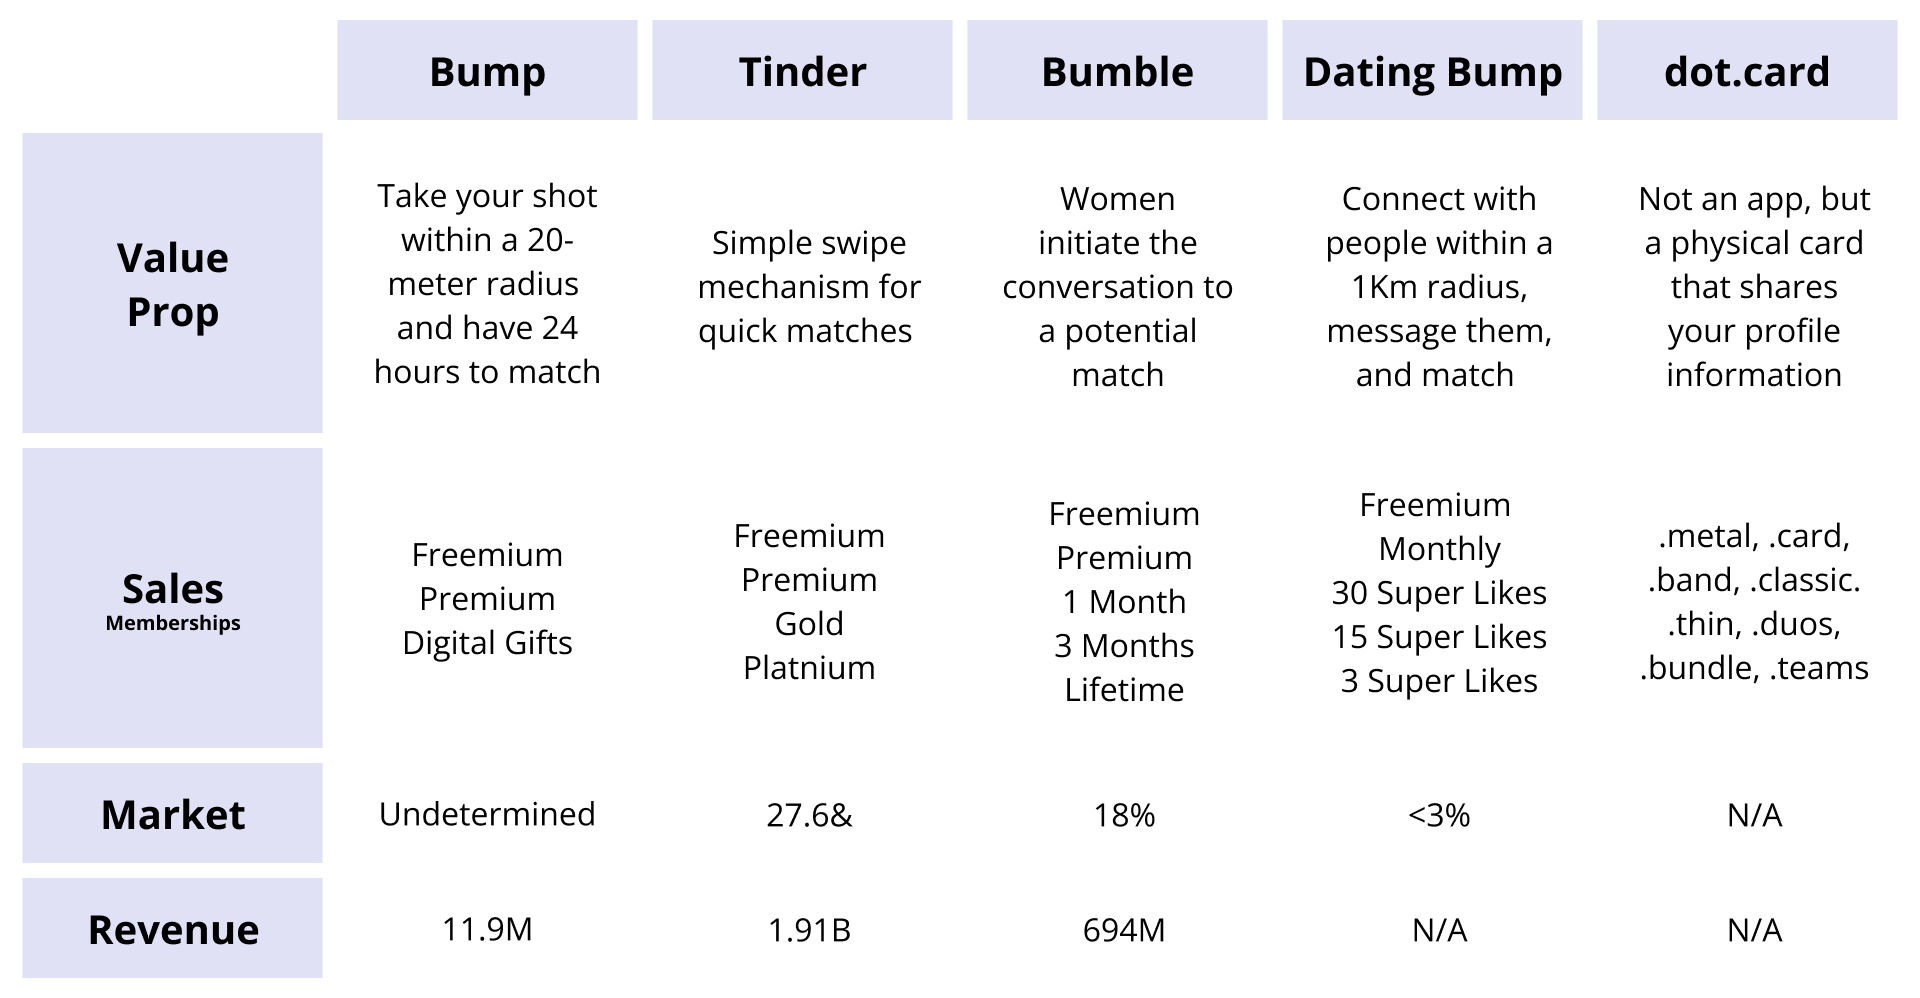 Bump
Tinder
Bumble
Dating Bump
dot.card
Value
Prop
Take your shot
within a 20-
meter radius
and have 24
hours to match
Simple swipe
mechanism for
quick matches
Women
initiate the
conversation to
a potential
match
Connect with
people within a
1Km radius,
message them,
and match
Not an app, but
a physical card
that shares
your profile
information
Sales
Memberships
Freemium
Premium
Digital Gifts
Freemium
Premium
Gold
Platnium
Freemium
Premium
1 Month
3 Months
Lifetime
Freemium
Monthly
30 Super Likes
15 Super Likes
3 Super Likes
.metal, .card,
.band, .classic.
.thin, .duos,
.bundle, .teams
Market
Undetermined
27.6&
18%
<3%
N/A
Revenue
11.9M
1.91B
694M
N/A
N/A